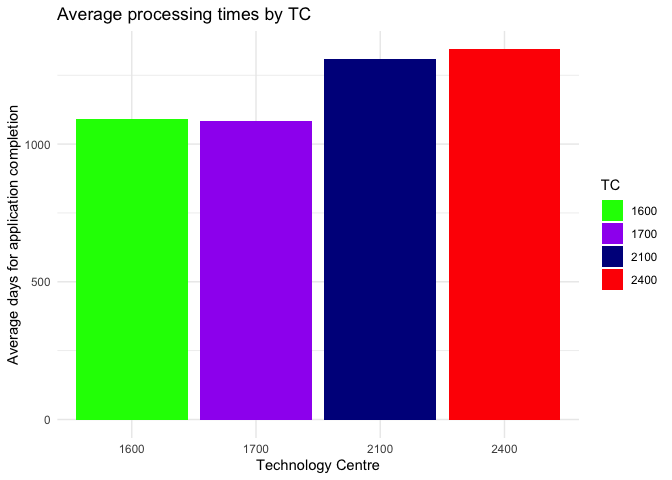 Average processing times by TC
Average days for application completion
1000
500
0
1600
1700
2100
2400
Technology Centre
TC
1600
1700
2100
2400